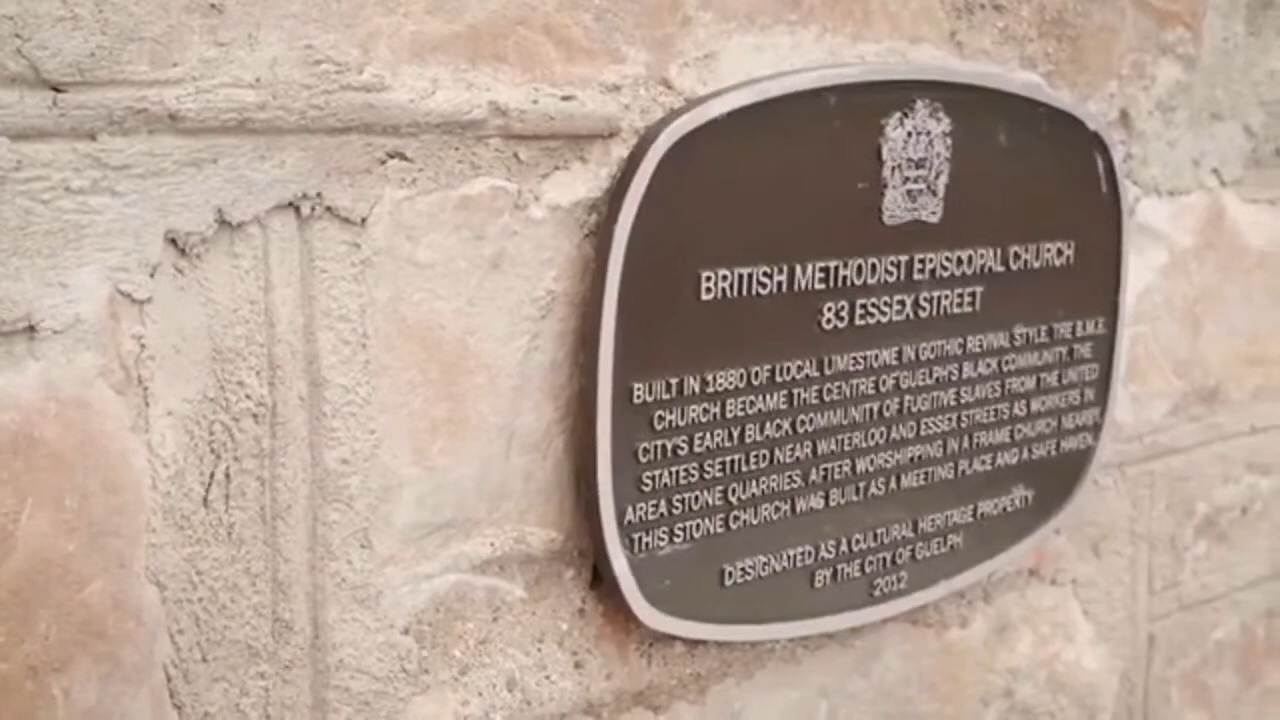 BRITISH METHODIST EPISCOPAL CHURCH
83 ESSEX STREET
BUILT IN 1880 OF LOCAL LIMESTONE IN GOTHIC REVIVAL STYLE, THE B.M.E.
CHURCH BECAME THE CENTRE OF GUELPH'S BLACK COMMUNITY. THE
CITY'S EARLY BLACK COMMUNITY OF FUGITIVE SLAVES FROM THE UNITED
STATES SETTLED NEAR WATERLOO AND ESSEX STREETS AS WORKERS IN
AREA STONE QUARRIES. AFTER WORSHIPPING IN A FRAME CHURCH NEARBY,
THIS STONE CHURCH WAS BUILT AS A MEETING PLACE AND A SAFE HAVEN.
DESIGNATED AS A CULTURAL HERITAGE PROPERTY
BY THE CITY OF GUELPH
2012